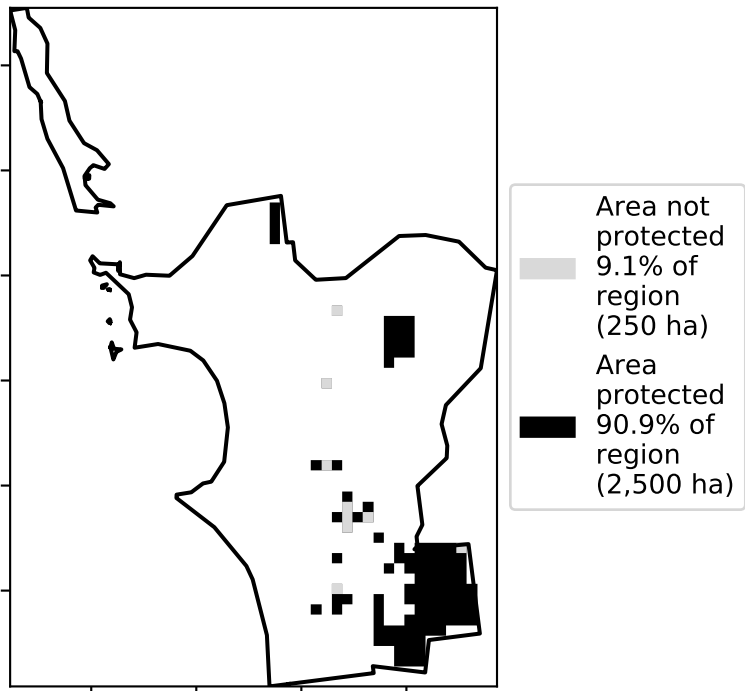 Area not
protected
9.1% of
region
(250 ha)
Area
protected
90.9% of
region
(2,500 ha)